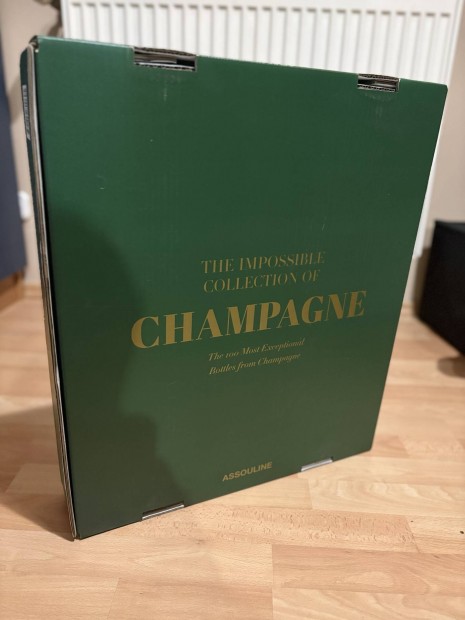 THE IMPOSSIBLE
COLLECTION OF
CHAMPAGNE
The 100 Most Exceptional
Bottles from Champagne
ASSOULINE